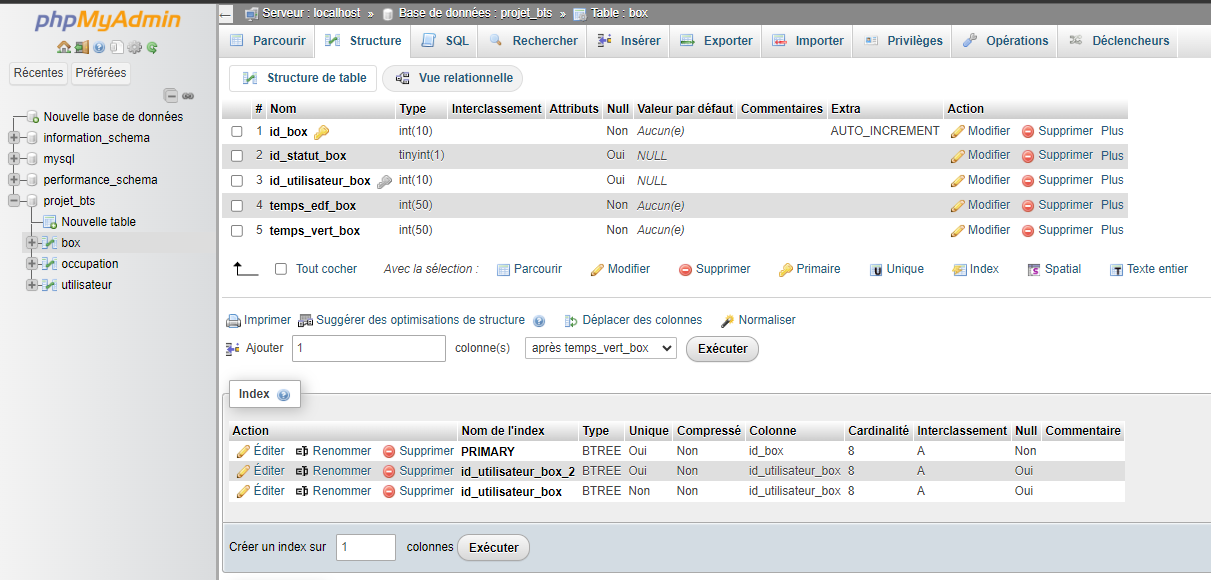 phpMyAdmin
Récentes Préférées
Nouvelle base de données
information_schema
mysql
performance_schema
projet_bts
Nouvelle table
box
occupation
utilisateur
Serveur : localhost » Base de données : projet_bts » Table : box
Parcourir Structure SQL Rechercher Insérer Exporter Importer Privilèges Opérations Déclencheurs
Structure de table Vue relationnelle
# Nom Type Interclassement Attributs Null Valeur par défaut Commentaires Extra Action
1 id_box int(10) Non Aucun(e) AUTO_INCREMENT Modifier Supprimer Plus
2 id_statut_box tinyint(1) Oui NULL Modifier Supprimer Plus
3 id_utilisateur_box int(10) Oui NULL Modifier Supprimer Plus
4 temps_edf_box int(50) Non Aucun(e) Modifier Supprimer Plus
5 temps_vert_box int(50) Non Aucun(e) Modifier Supprimer Plus
Tout cocher Avec la sélection : Parcourir Modifier Supprimer Primaire Unique Index Spatial Texte entier
Imprimer Suggérer des optimisations de structure Déplacer des colonnes Normaliser
Ajouter 1 colonne(s) après temps_vert_box Exécuter
Index
Action Nom de l'index Type Unique Compressé Colonne Cardinalité Interclassement Null Commentaire
Éditer Renommer Supprimer PRIMARY BTREE Oui Non id_box 8 A Non
Éditer Renommer Supprimer id_utilisateur_box_2 BTREE Oui Non id_utilisateur_box 8 A Oui
Éditer Renommer Supprimer id_utilisateur_box BTREE Non Non id_utilisateur_box 8 A Oui
Créer un index sur 1 colonnes Exécuter